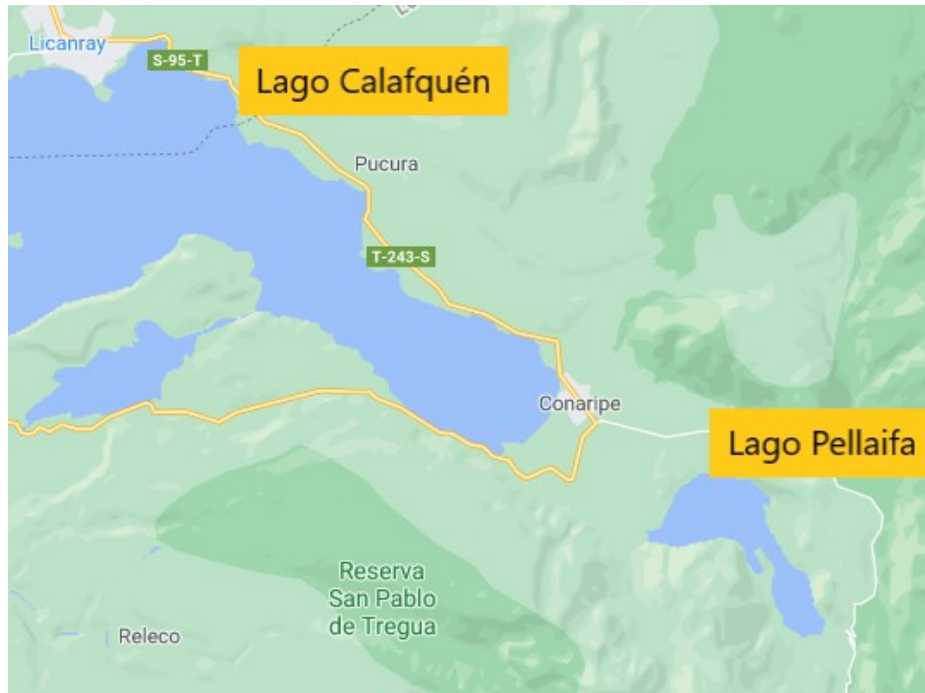 Licanray
S-95-T
Lago Calafquén
Pucura
T-243-S
Conaripe
Lago Pellaifa
Reserva
San Pablo
de Tregua
Releco